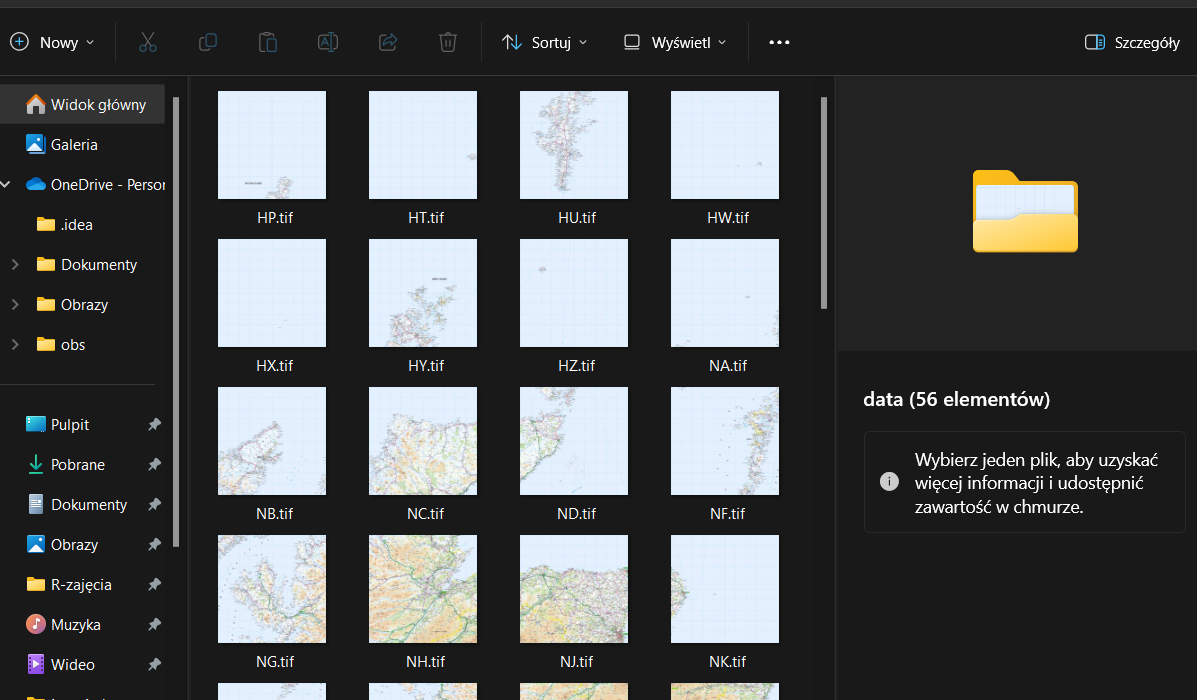 Nowy
Sortuj
Wyświetl
Szczegóły
Widok główny
Galeria
OneDrive - Persor
.idea
Dokumenty
Obrazy
obs
Pulpit
Pobrane
Dokumenty
Obrazy
R-zajęcia
Muzyka
Wideo
HP.tif
HT.tif
HU.tif
HW.tif
HX.tif
HY.tif
HZ.tif
NA.tif
NB.tif
NC.tif
ND.tif
NF.tif
NG.tif
NH.tif
NJ.tif
NK.tif
data (56 elementów)
Wybierz jeden plik, aby uzyskać
więcej informacji i udostępnić
zawartość w chmurze.